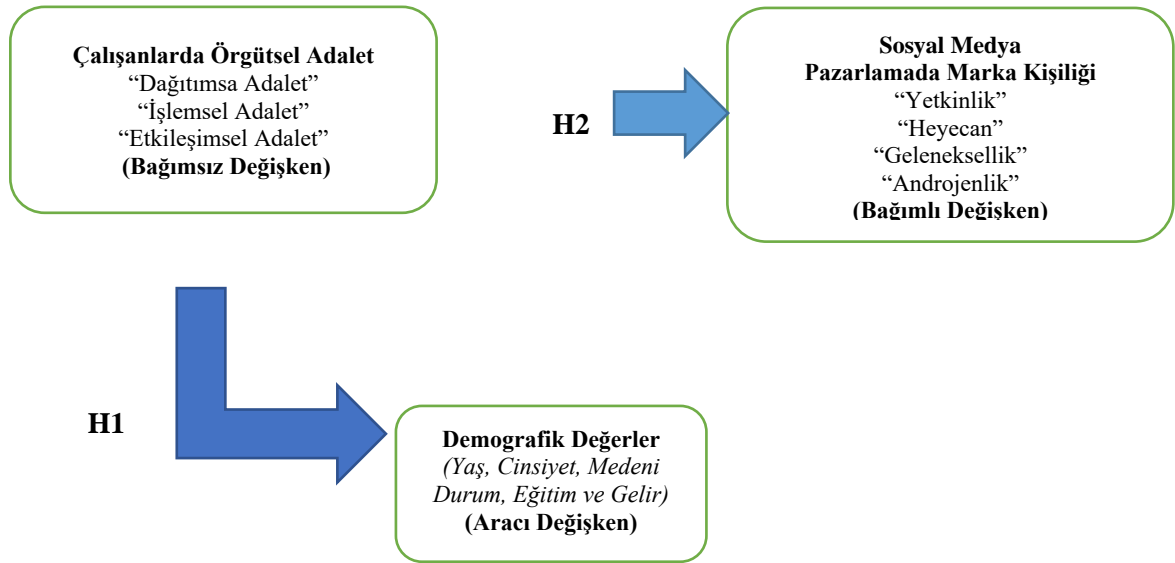 Çalışanlarda Örgütsel Adalet
“Dağıtımsa Adalet”
“İşlemsel Adalet”
“Etkileşimsel Adalet”
(Bağımsız Değişken)
H2
Sosyal Medya
Pazarlamada Marka Kişiliği
“Yetkinlik”
“Heyecan”
“Geleneksellik”
“Androjenlik”
(Bağımlı Değişken)
H1
Demografik Değerler
(Yaş, Cinsiyet, Medeni
Durum, Eğitim ve Gelir)
(Aracı Değişken)